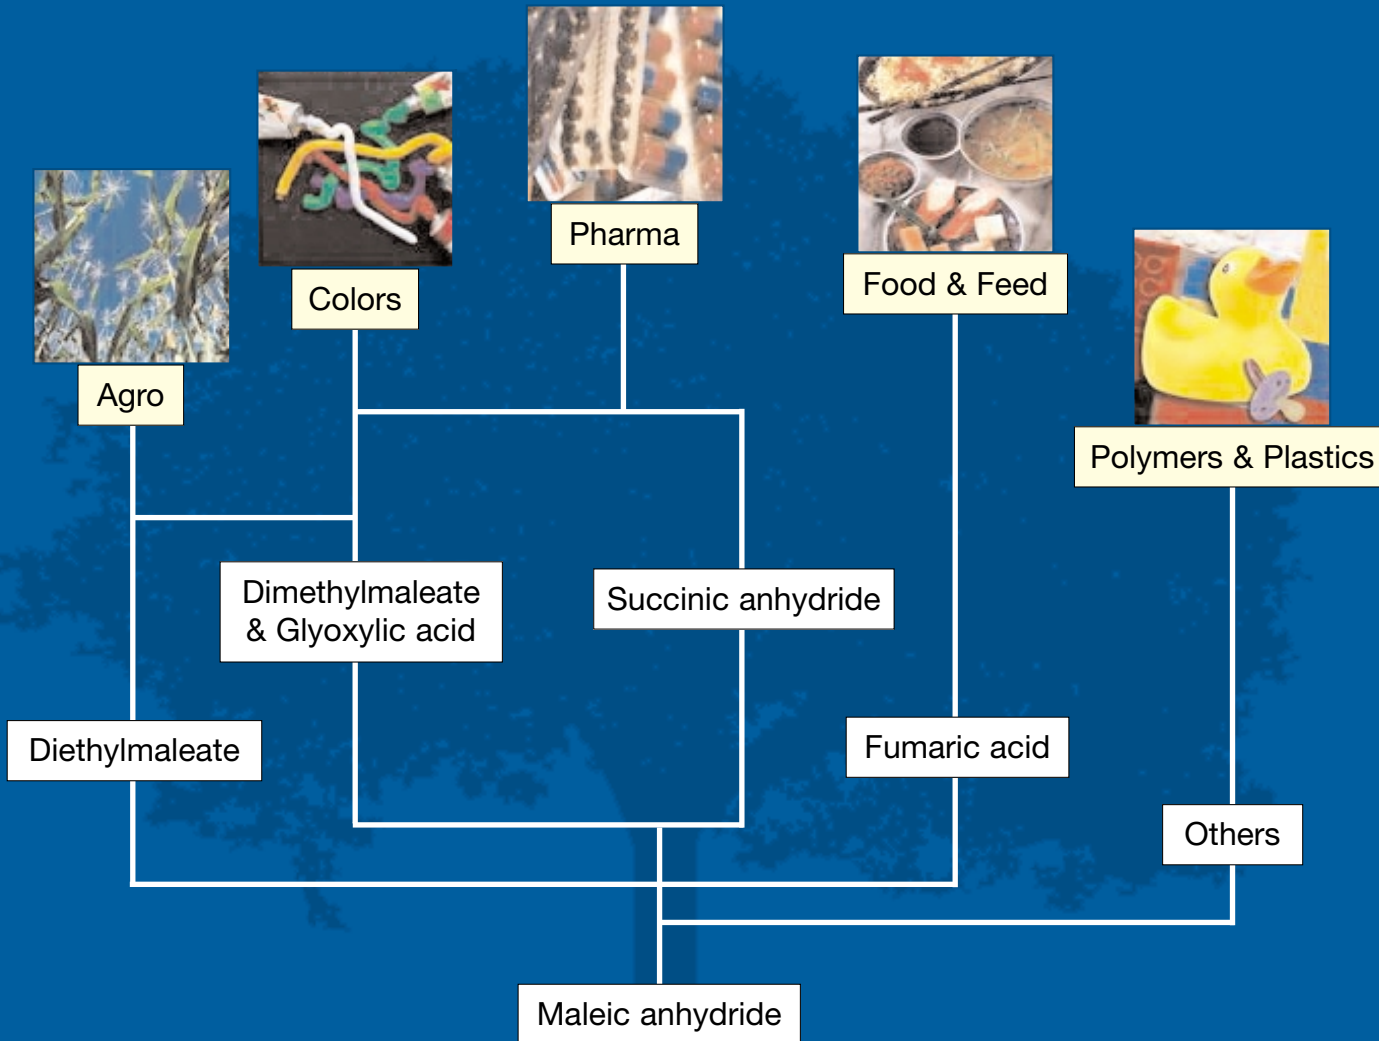 Pharma
Food & Feed
Colors
Agro
Polymers & Plastics
Dimethylmaleate
& Glyoxylic acid
Succinic anhydride
Diethylmaleate
Fumaric acid
Others
Maleic anhydride